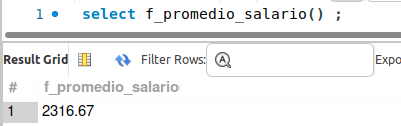 1 select f_promedio_salario() ;
Result Grid Filter Rows: Expo
# f_promedio_salario
1 2316.67